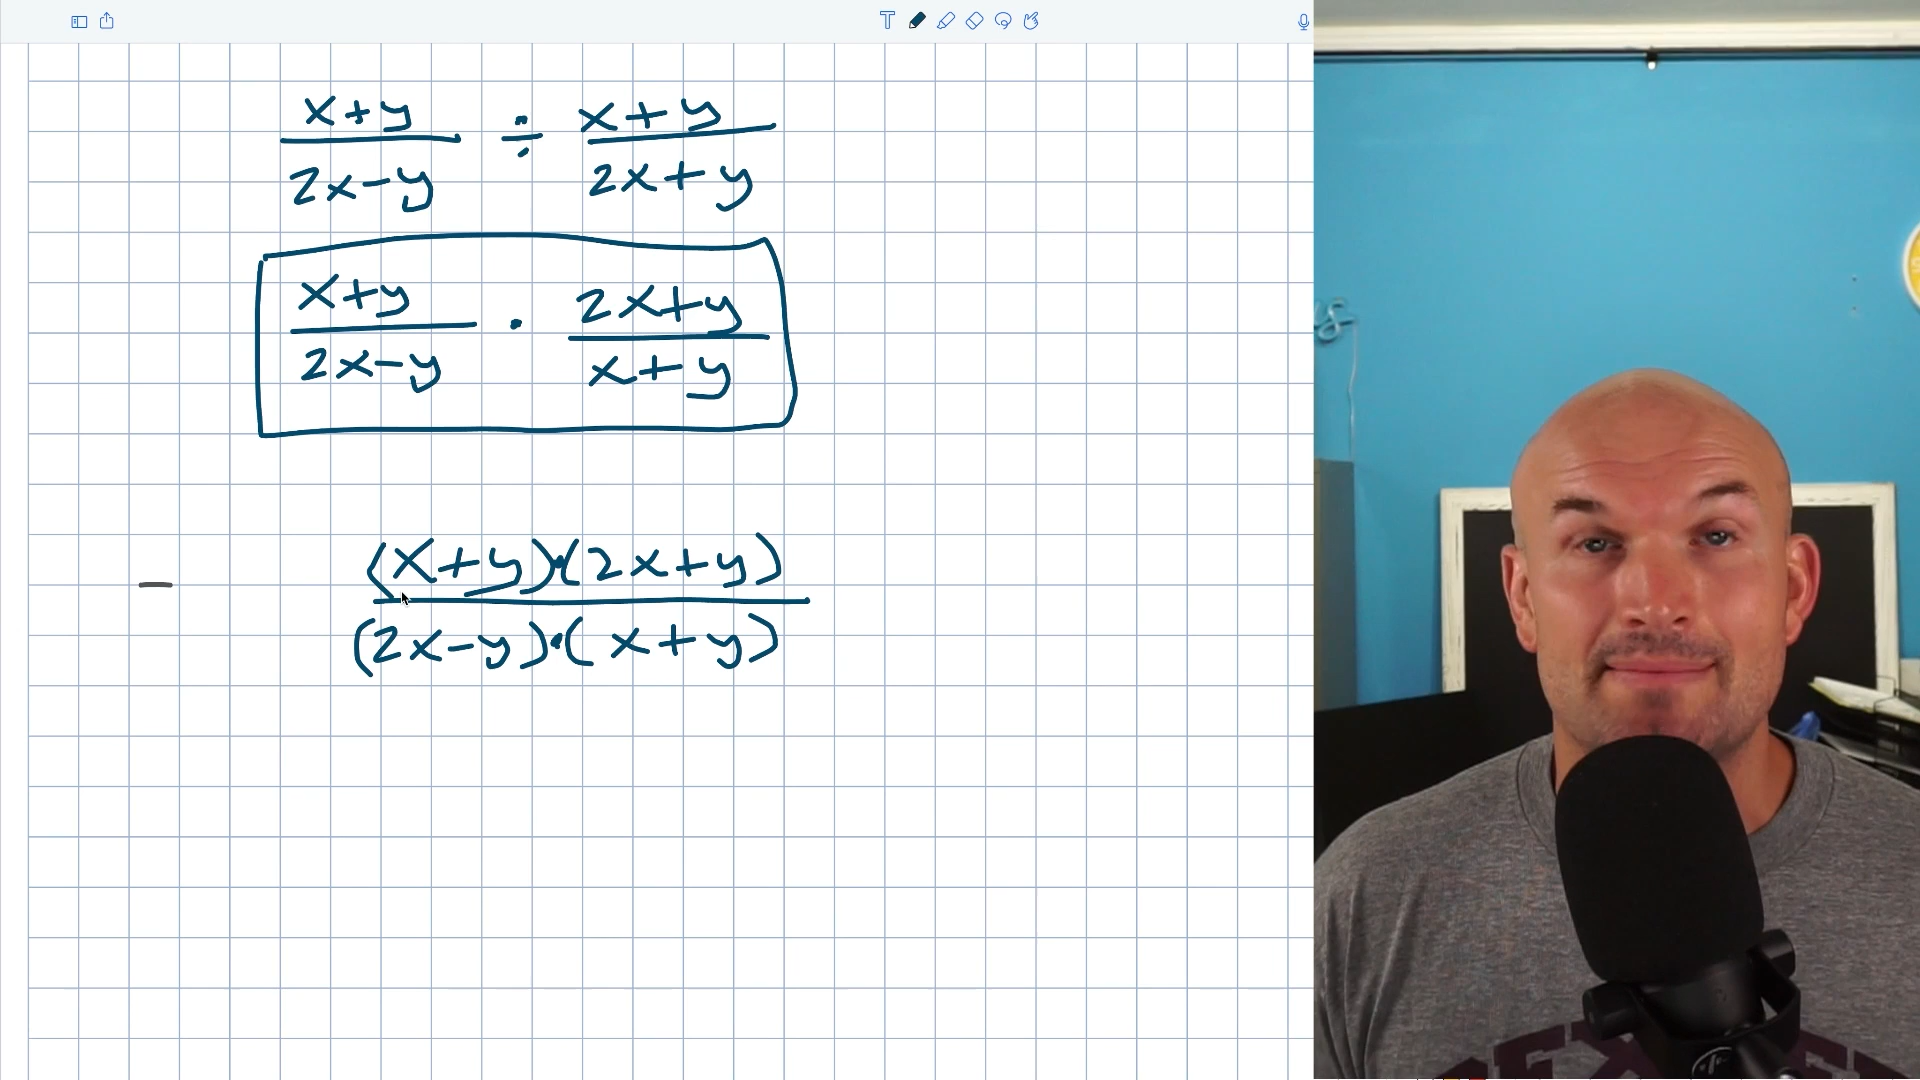 x+y ÷ x+y
2x-y 2x+y
x+y · 2x+y
2x-y x+y
(x+y)·(2x+y)
(2x-y)·(x+y)